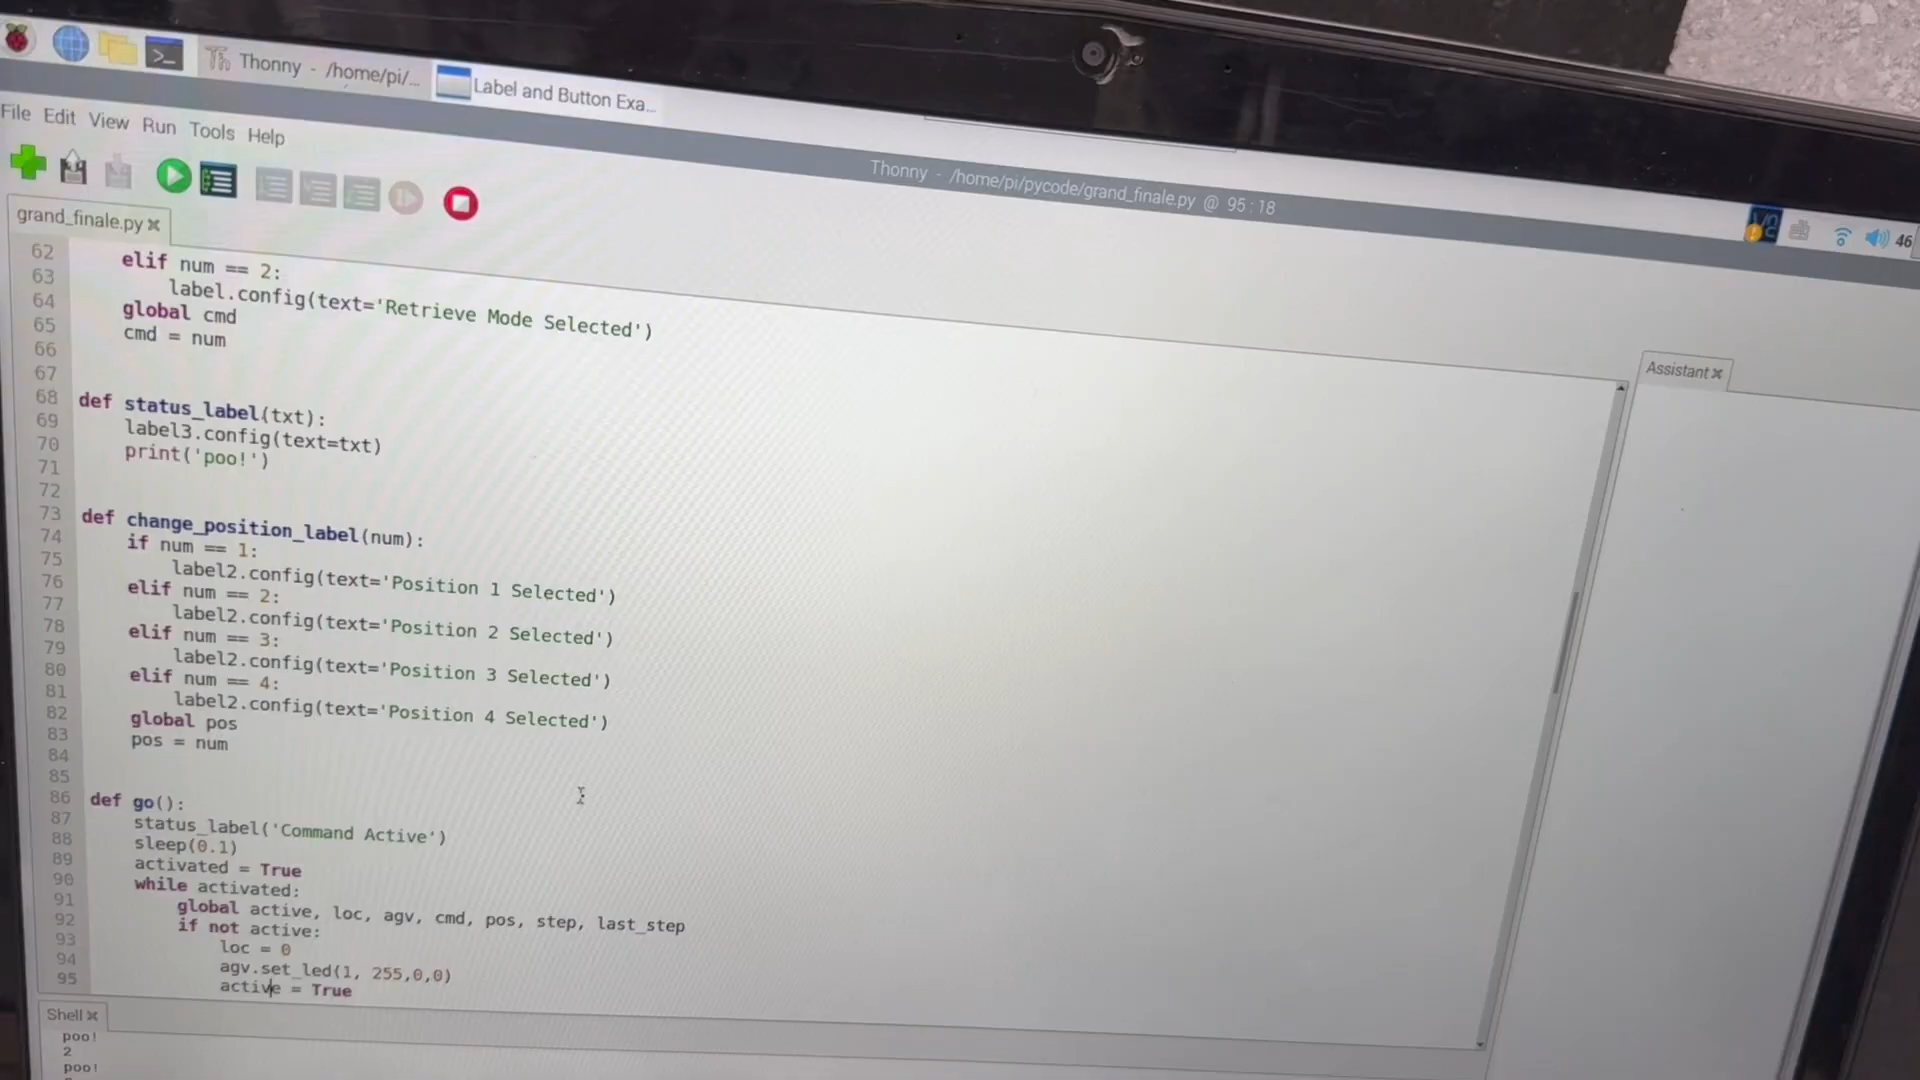 Thonny - /home/pi/...
Label and Button Exa...
File Edit View Run Tools Help
Thonny - /home/pi/pycode/grand_finale.py @ 95:18
46
grand_finale.py
Assistant
62 elif num == 2:
63 label.config(text='Retrieve Mode Selected')
64 global cmd
65 cmd = num
66
67
68 def status_label(txt):
69 label3.config(text=txt)
70 print('poo!')
71
72
73 def change_position_label(num):
74 if num == 1:
75 label2.config(text='Position 1 Selected')
76 elif num == 2:
77 label2.config(text='Position 2 Selected')
78 elif num == 3:
79 label2.config(text='Position 3 Selected')
80 elif num == 4:
81 label2.config(text='Position 4 Selected')
82 global pos
83 pos = num
84
85
86 def go():
87 status_label('Command Active')
88 sleep(0.1)
89 activated = True
90 while activated:
91 global active, loc, agv, cmd, pos, step, last_step
92 if not active:
93 loc = 0
94 agv.set_led(1, 255,0,0)
95 active = True
Shell
poo!
2
poo!